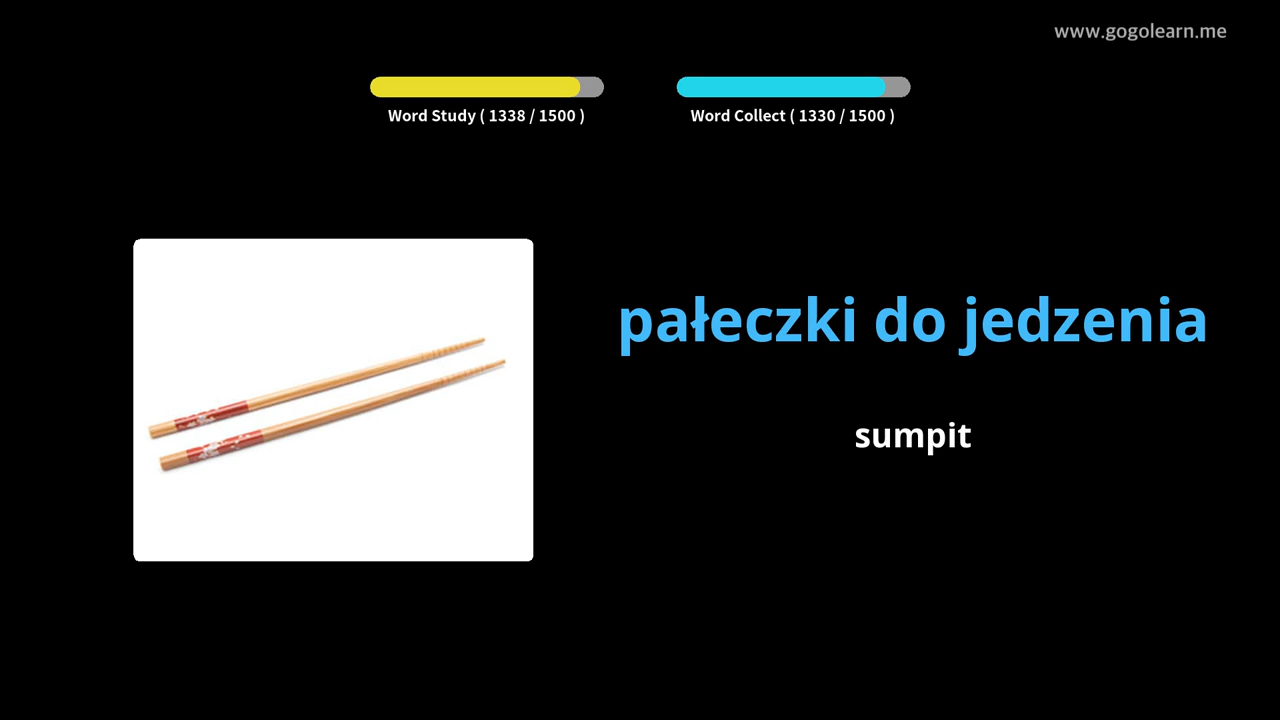 www.gogolearn.me
Word Study ( 1338 / 1500 )
Word Collect ( 1330 / 1500 )
pałeczki do jedzenia
sumpit